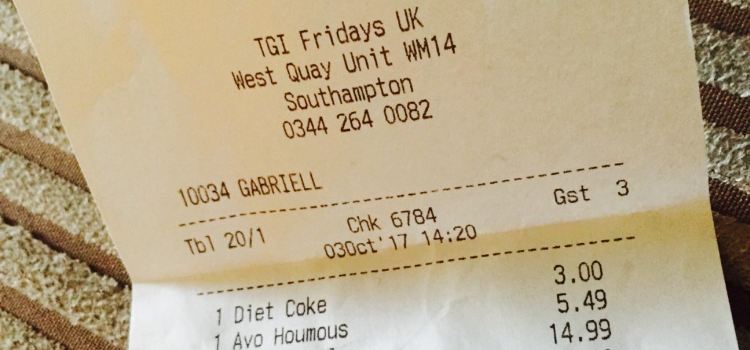 TGI Fridays UK
West Quay Unit WM14
Southampton
0344 264 0082
10034 GABRIELL
Tbl 20/1 Chk 6784 Gst 3
03Oct'17 14:20
1 Diet Coke 3.00
1 Avo Houmous 5.49
14.99